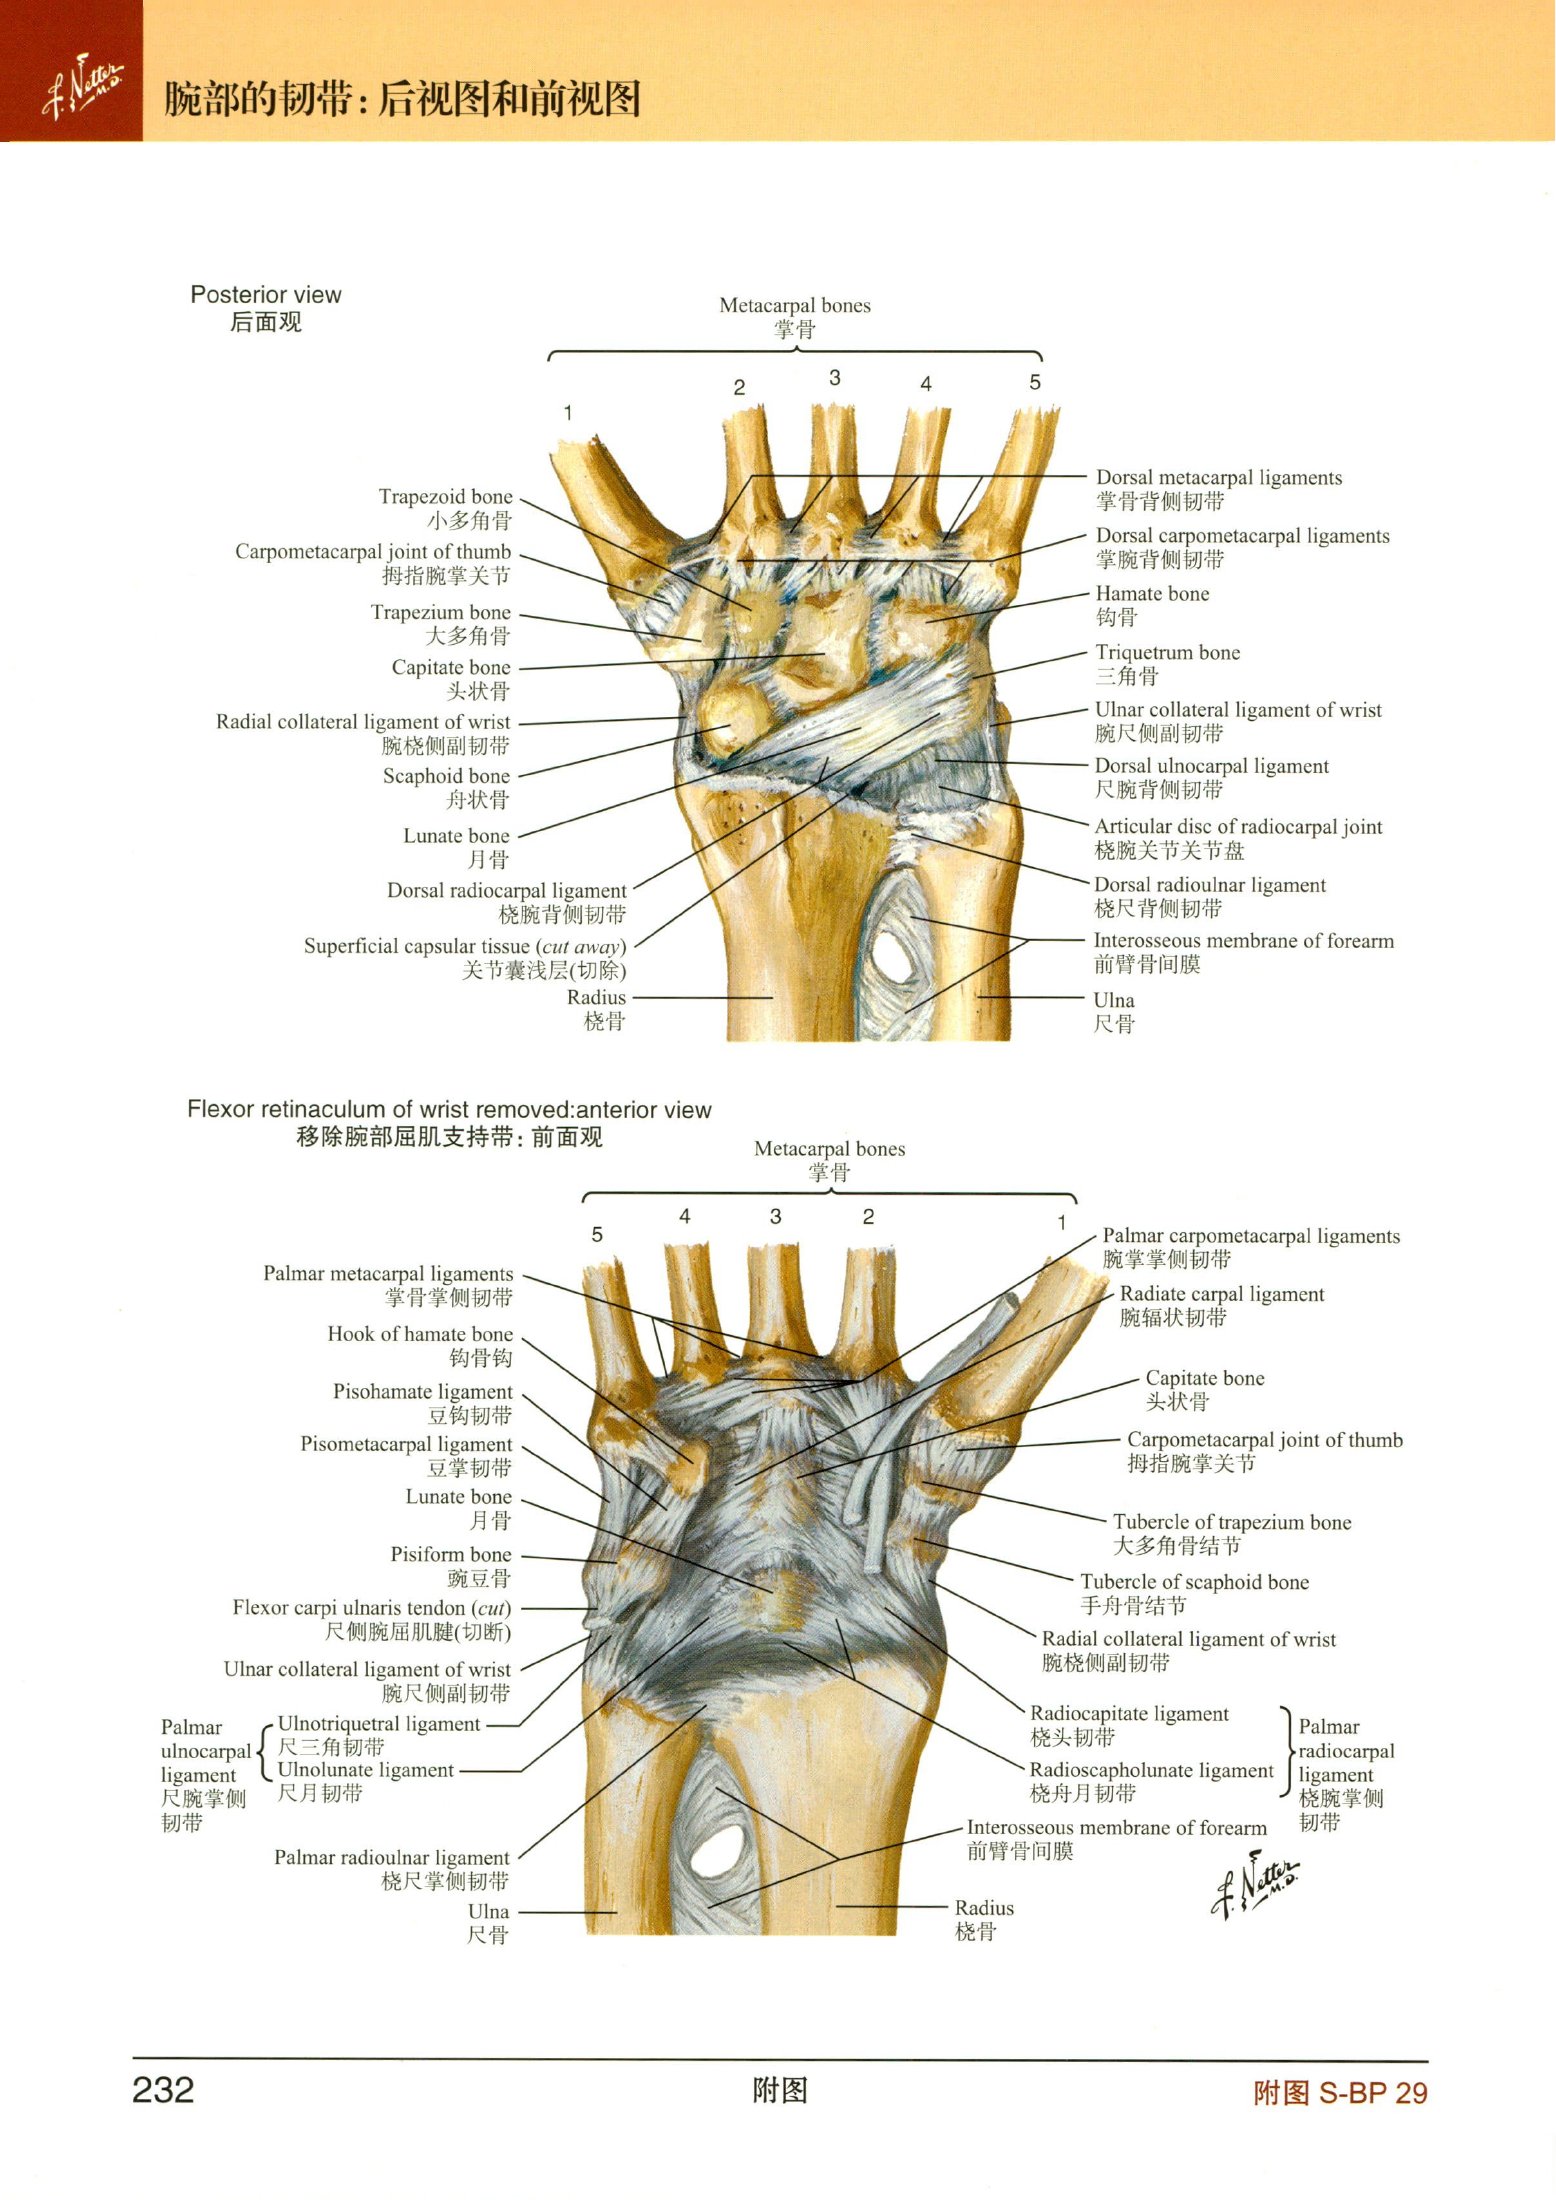 F. Netter M.D.
腕部的韧带：后视图和前视图
Posterior view
后面观
Metacarpal bones
掌骨
1
2
3
4
5
Trapezoid bone
小多角骨
Carpometacarpal joint of thumb
拇指腕掌关节
Trapezium bone
大多角骨
Capitate bone
头状骨
Radial collateral ligament of wrist
腕桡侧副韧带
Scaphoid bone
舟状骨
Lunate bone
月骨
Dorsal radiocarpal ligament
桡腕背侧韧带
Superficial capsular tissue (cut away)
关节囊浅层(切除)
Radius
桡骨
Dorsal metacarpal ligaments
掌骨背侧韧带
Dorsal carpometacarpal ligaments
掌腕背侧韧带
Hamate bone
钩骨
Triquetrum bone
三角骨
Ulnar collateral ligament of wrist
腕尺侧副韧带
Dorsal ulnocarpal ligament
尺腕背侧韧带
Articular disc of radiocarpal joint
桡腕关节关节盘
Dorsal radioulnar ligament
桡尺背侧韧带
Interosseous membrane of forearm
前臂骨间膜
Ulna
尺骨
Flexor retinaculum of wrist removed:anterior view
移除腕部屈肌支持带：前面观
Metacarpal bones
掌骨
5
4
3
2
1
Palmar metacarpal ligaments
掌骨掌侧韧带
Hook of hamate bone
钩骨钩
Pisohamate ligament
豆钩韧带
Pisometacarpal ligament
豆掌韧带
Lunate bone
月骨
Pisiform bone
豌豆骨
Flexor carpi ulnaris tendon (cut)
尺侧腕屈肌腱(切断)
Ulnar collateral ligament of wrist
腕尺侧副韧带
Palmar
ulnocarpal
ligament
尺腕掌侧
韧带
Ulnotriquetral ligament
尺三角韧带
Ulnolunate ligament
尺月韧带
Palmar radioulnar ligament
桡尺掌侧韧带
Ulna
尺骨
Palmar carpometacarpal ligaments
腕掌掌侧韧带
Radiate carpal ligament
腕辐状韧带
Capitate bone
头状骨
Carpometacarpal joint of thumb
拇指腕掌关节
Tubercle of trapezium bone
大多角骨结节
Tubercle of scaphoid bone
手舟骨结节
Radial collateral ligament of wrist
腕桡侧副韧带
Radiocapitate ligament
桡头韧带
Radioscapholunate ligament
桡舟月韧带
Palmar
radiocarpal
ligament
桡腕掌侧
韧带
Interosseous membrane of forearm
前臂骨间膜
Radius
桡骨
F. Netter M.D.
232
附图
附图 S-BP 29